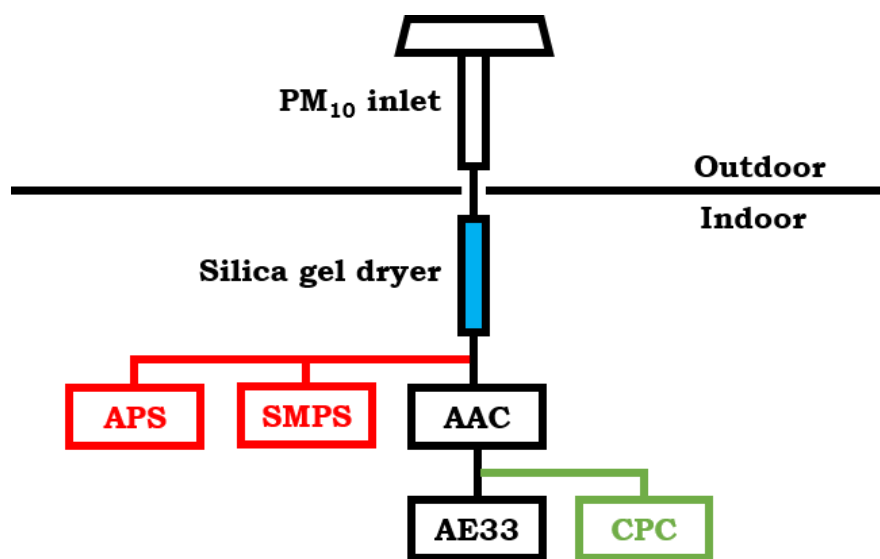 PM₁₀ inlet
Outdoor
Indoor
Silica gel dryer
APS
SMPS
AAC
AE33
CPC